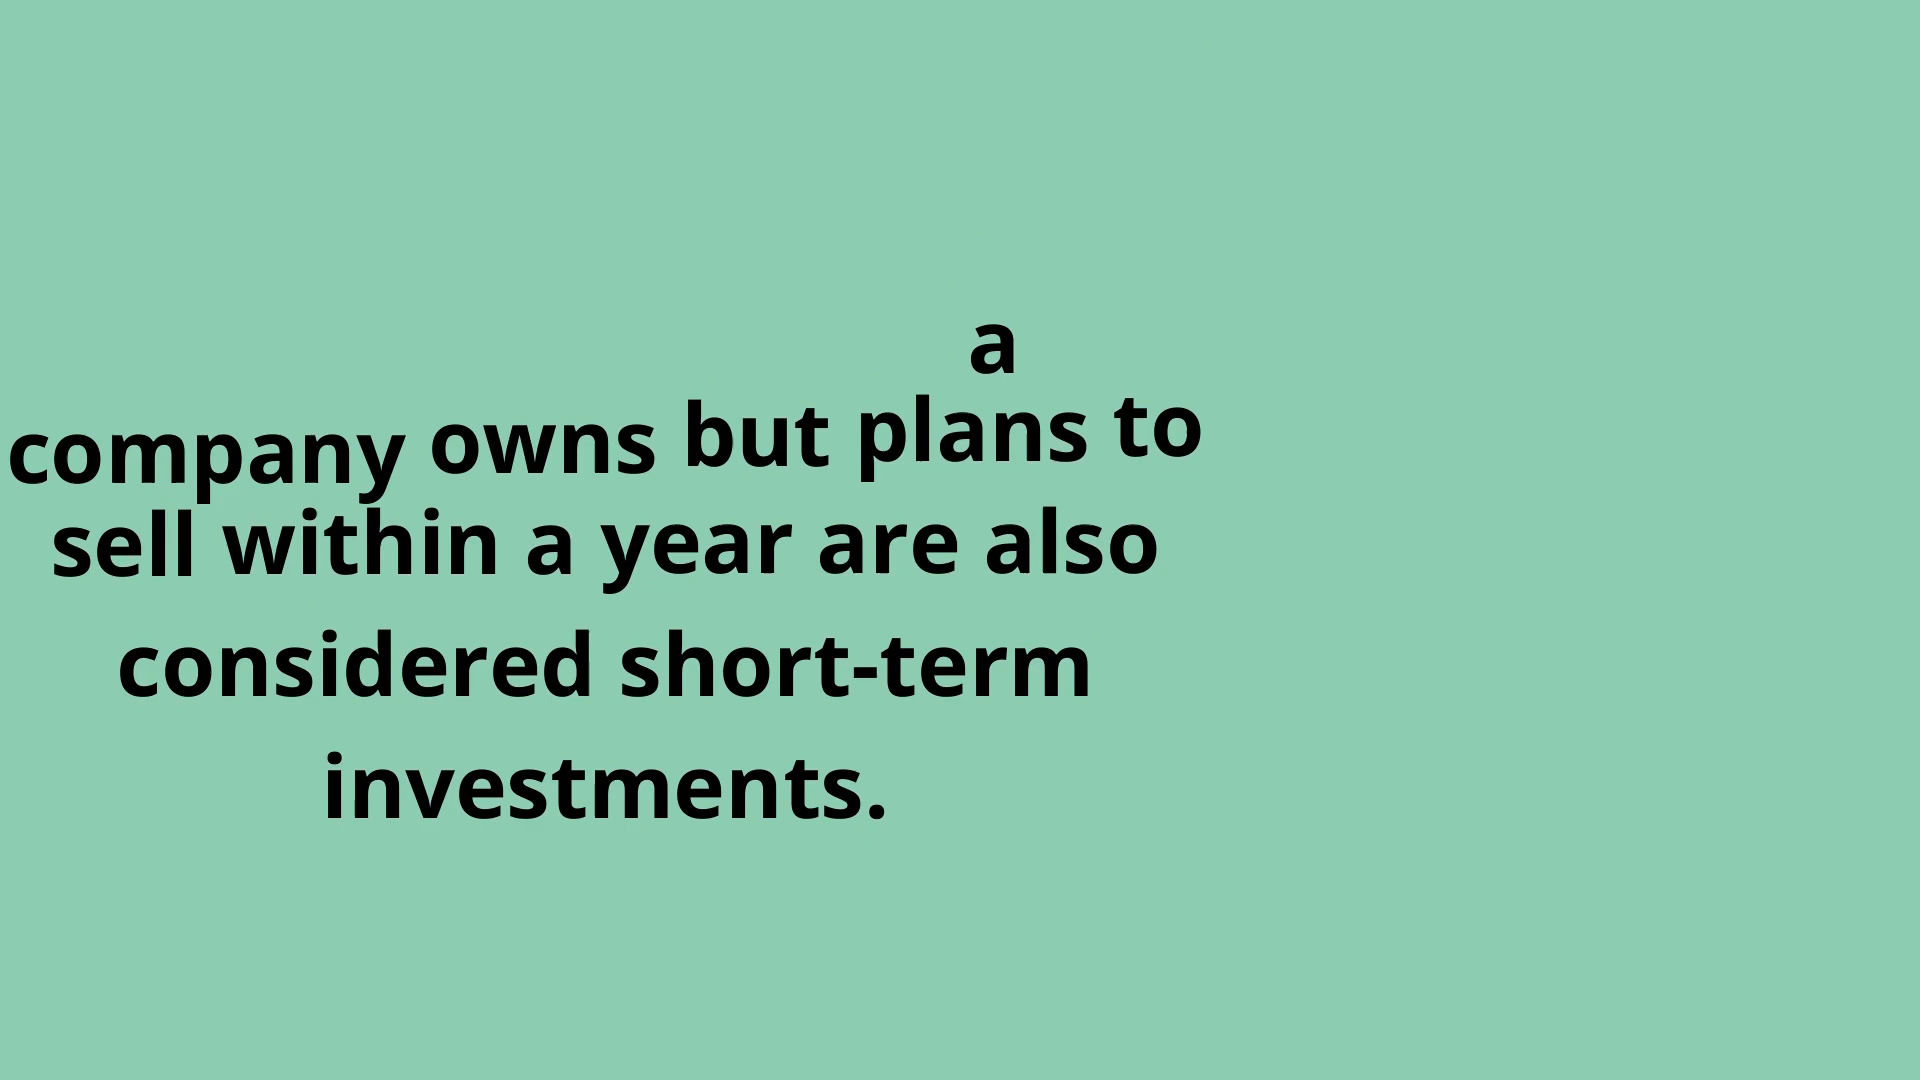 a
company owns but plans to
sell within a year are also
considered short-term
investments.